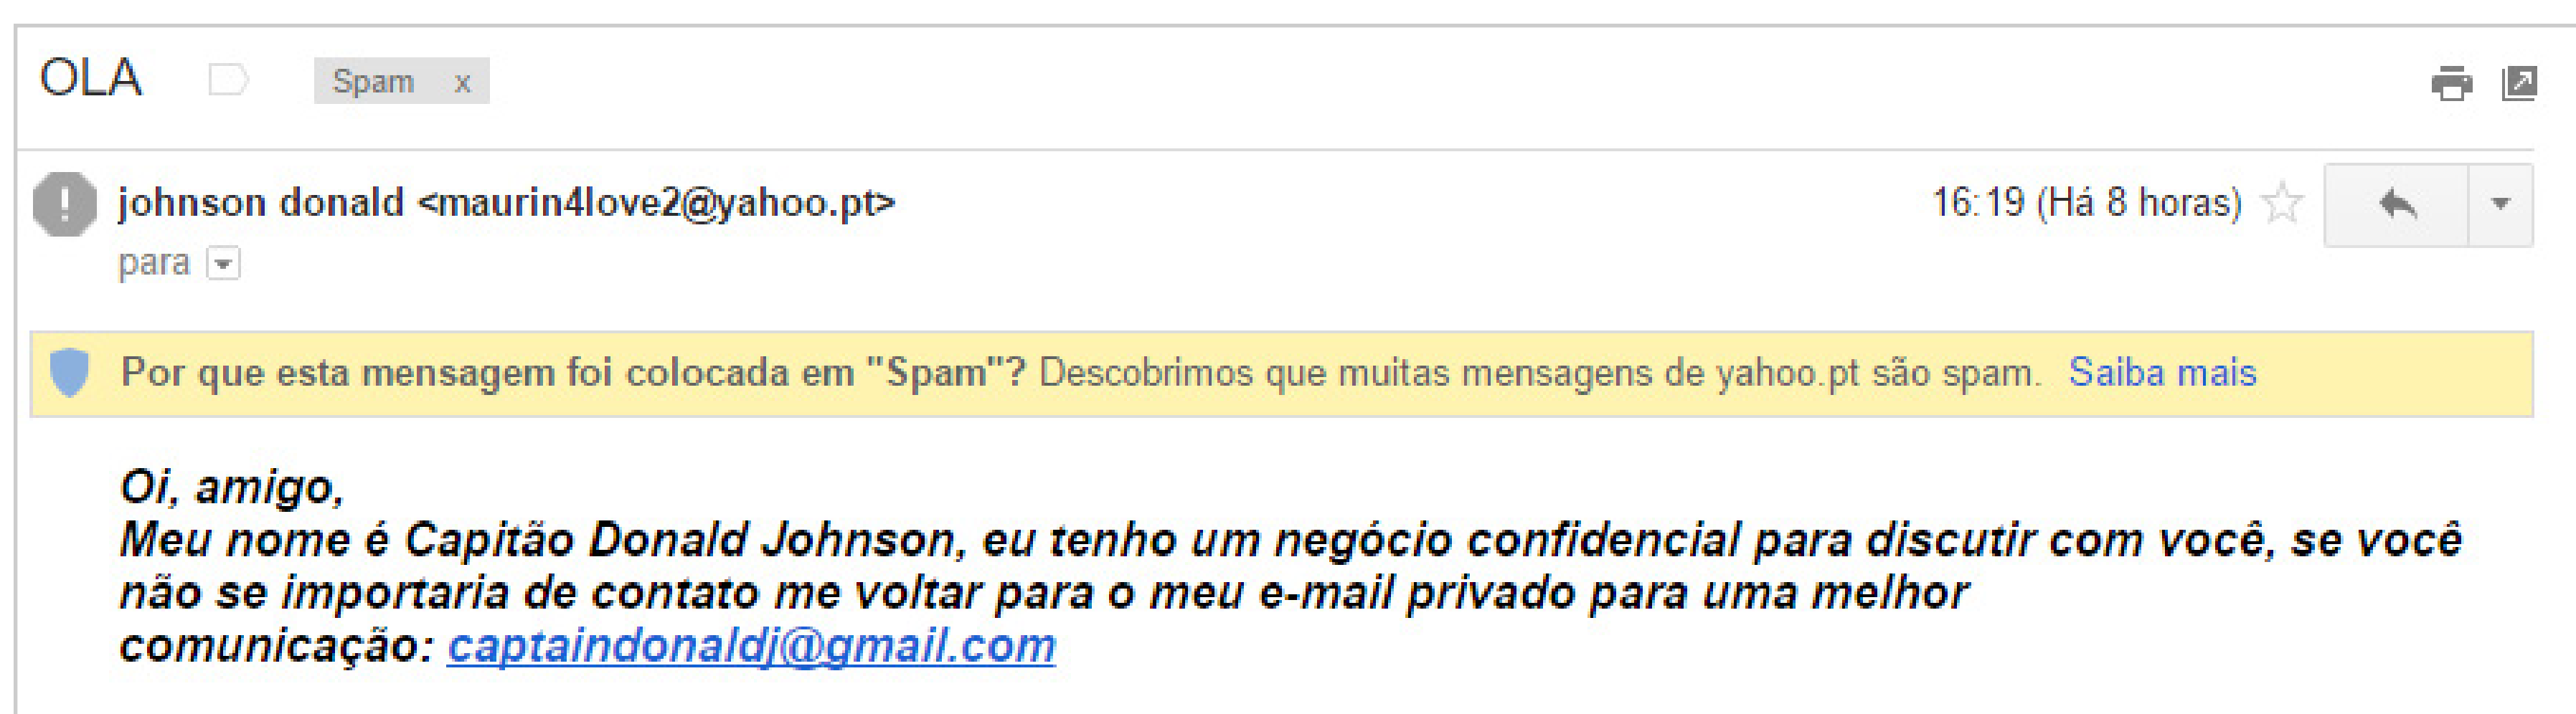 OLA Spam x
johnson donald <maurin4love2@yahoo.pt> 16:19 (Há 8 horas)
para
Por que esta mensagem foi colocada em "Spam"? Descobrimos que muitas mensagens de yahoo.pt são spam. Saiba mais
Oi, amigo,
Meu nome é Capitão Donald Johnson, eu tenho um negócio confidencial para discutir com você, se você
não se importaria de contato me voltar para o meu e-mail privado para uma melhor
comunicação: captaindonaldj@gmail.com